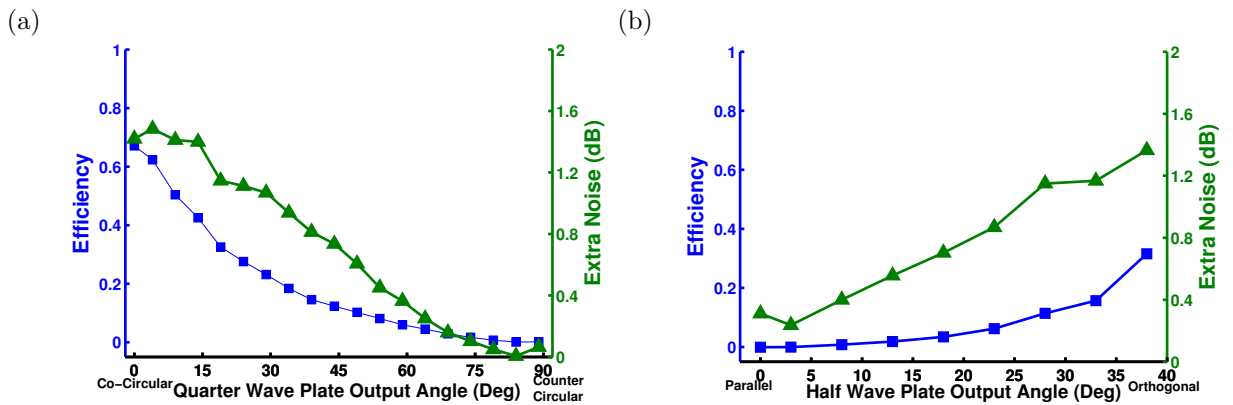 (a)
1
0.8
0.6
0.4
0.2
0
Efficiency
2
1.6
1.2
0.8
0.4
0
Extra Noise (dB)
0 15 30 45 60 75 90
Co-Circular
Quarter Wave Plate Output Angle (Deg)
Counter
Circular
(b)
1
0.8
0.6
0.4
0.2
0
Efficiency
2
1.6
1.2
0.8
0.4
0
Extra Noise (dB)
0 5 10 15 20 25 30 35 40
Parallel
Half Wave Plate Output Angle (Deg)
Orthogonal